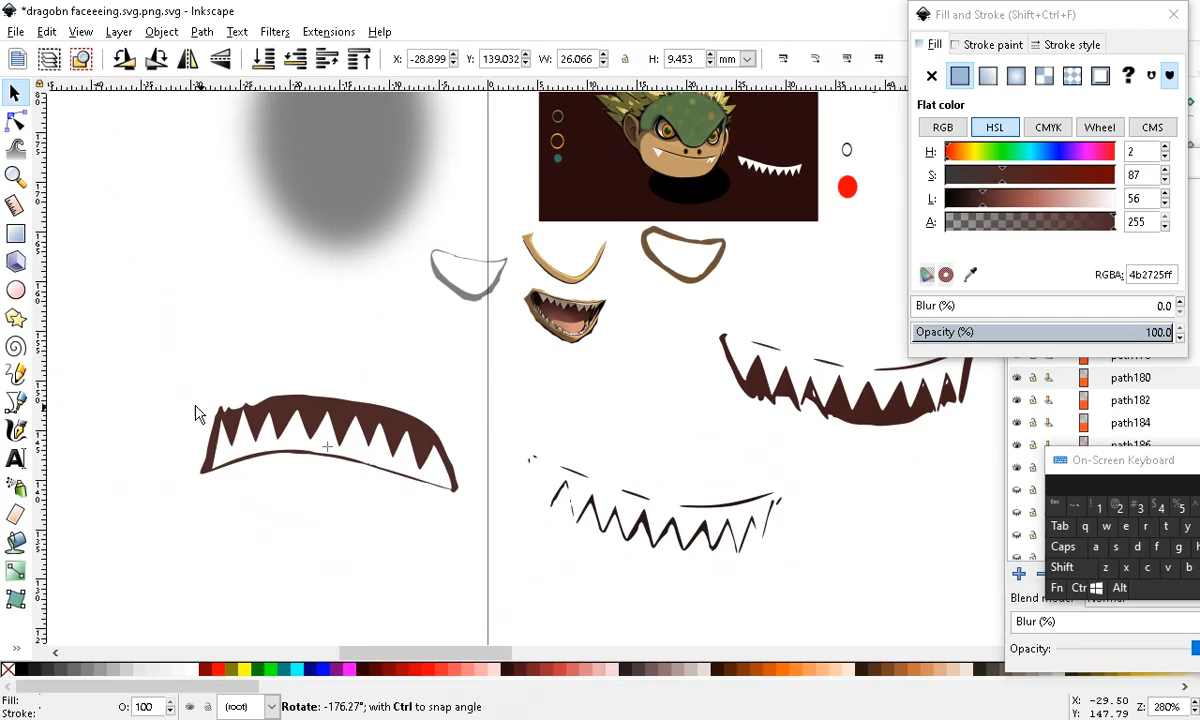 *dragobn faceeeing.svg.png.svg - Inkscape
File Edit View Layer Object Path Text Filters Extensions Help
X: -28.899 Y: 139.032 W: 26.066 H: 9.453 mm
Fill and Stroke (Shift+Ctrl+F)
Fill Stroke paint Stroke style
Flat color
RGB HSL CMYK Wheel CMS
H: 2
S: 87
L: 56
A: 255
RGBA: 4b2725ff
Blur (%) 0.0
Opacity (%) 100.0
path180
path182
path184
path186
On-Screen Keyboard
Tab q w e r t y
Caps a s d f g h
Shift z x c v b
Fn Ctr Alt
Blur (%)
Opacity:
Fill:
Stroke:
O: 100
(root)
Rotate: -176.27°; with Ctrl to snap angle
X: -29.50
Y: 147.79
Z: 280%